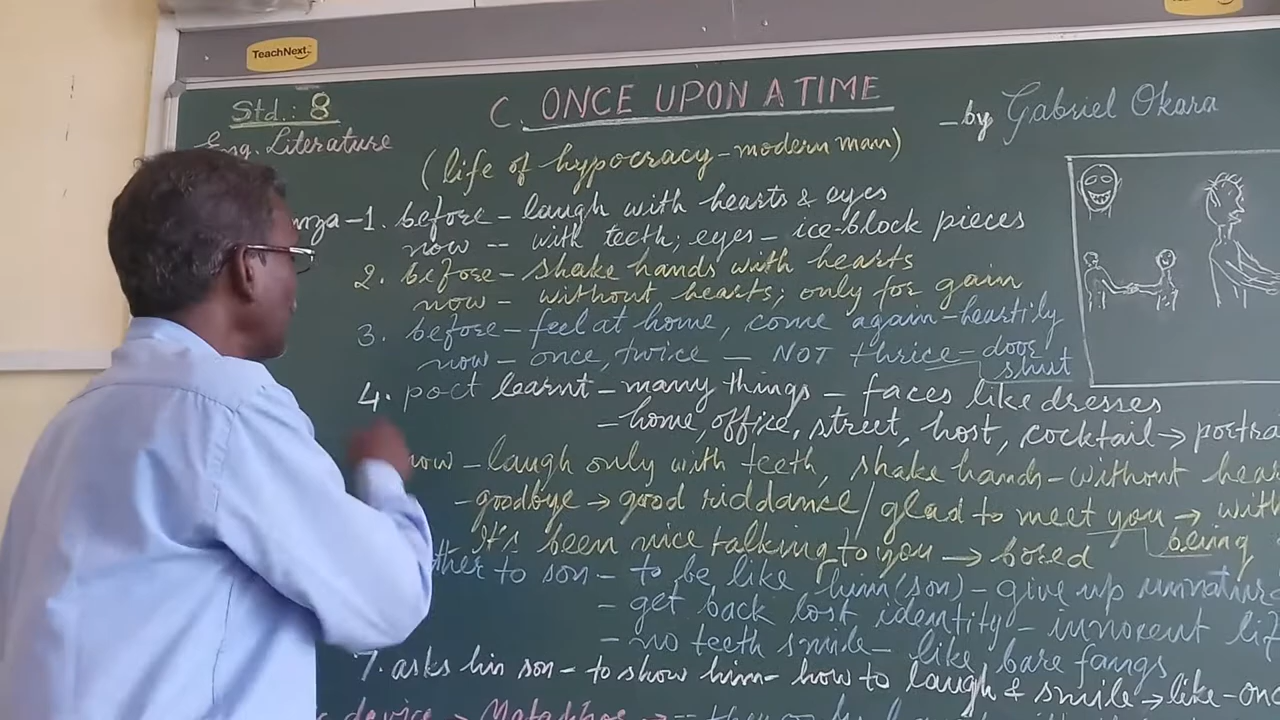 TeachNext
Std.: 8
C. ONCE UPON A TIME
-by Gabriel Okara
Eng. Literature
(life of hypocracy-modern man)
nza-1. before - laugh with hearts & eyes
now -- with teeth; eyes - ice-block pieces
2. before - shake hands with hearts
now - without hearts; only for gain
3. before - feel at home, come again-heartily
now - once, twice - NOT thrice - door
shut
4. poet learnt - many things - faces like dresses
- home, office, street, host, cocktail → portra
now - laugh only with teeth, shake hands - without hear
- goodbye → good riddance / glad to meet you → with
being
It's been nice talking to you → bored
ther to son - to be like him (son) - give up unnatura
- get back lost identity - innocent lif
- no teeth smile - like bare fangs
7. asks his son - to show him - how to laugh & smile → like - onc
device →